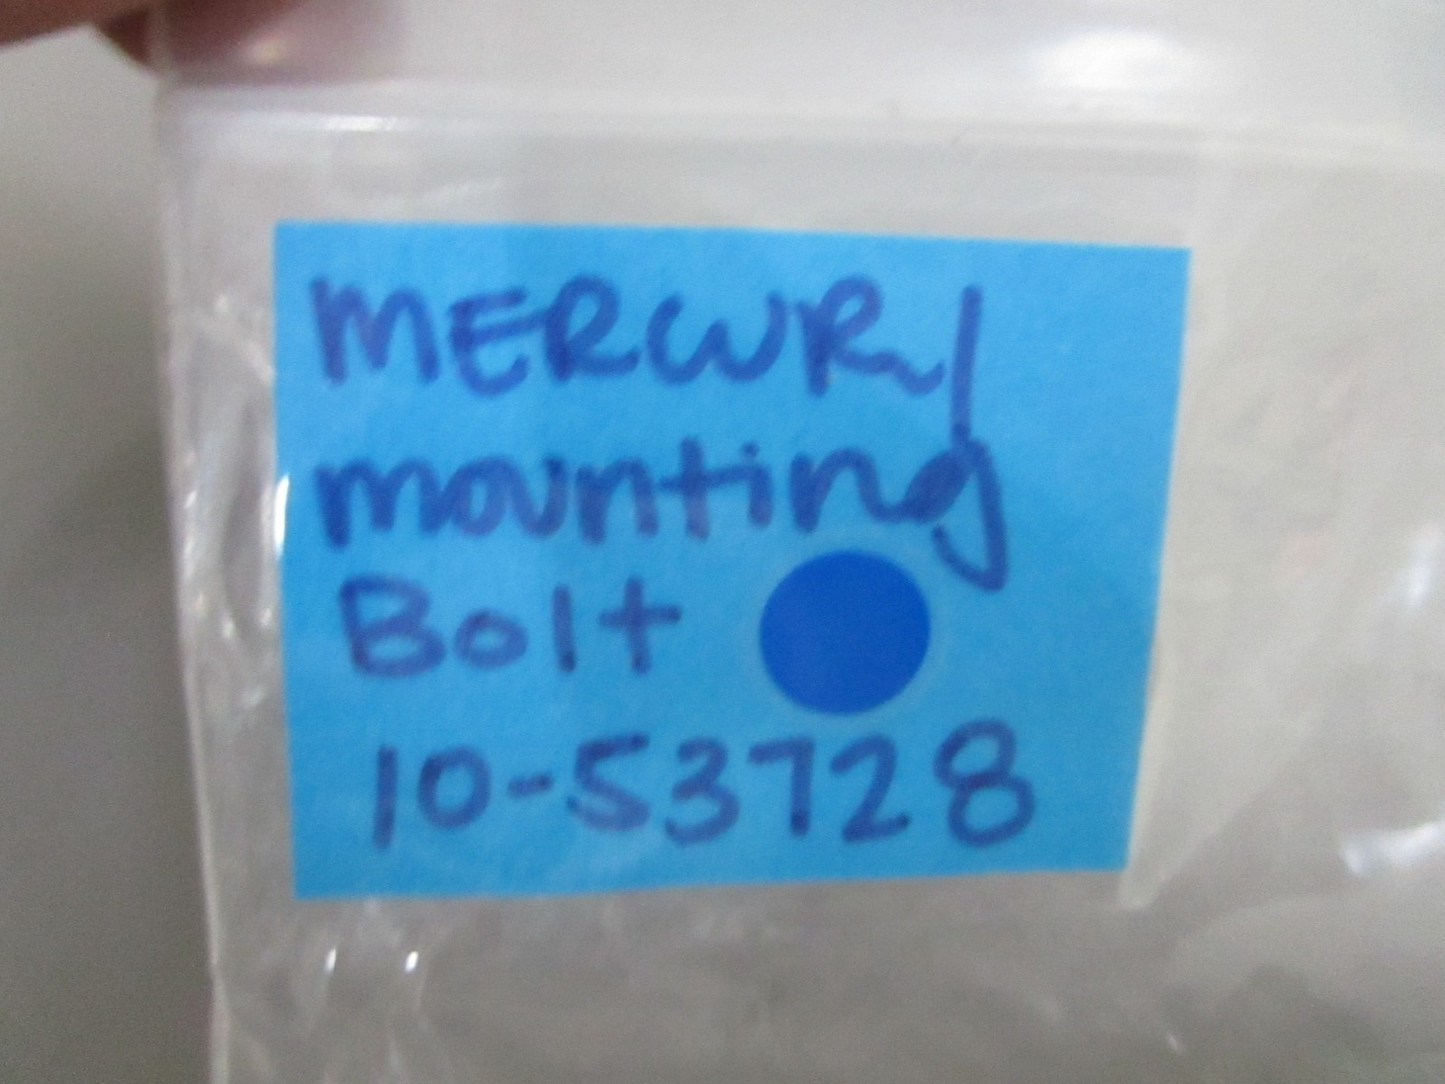 MERCURY
mounting
Bolt
10-53728